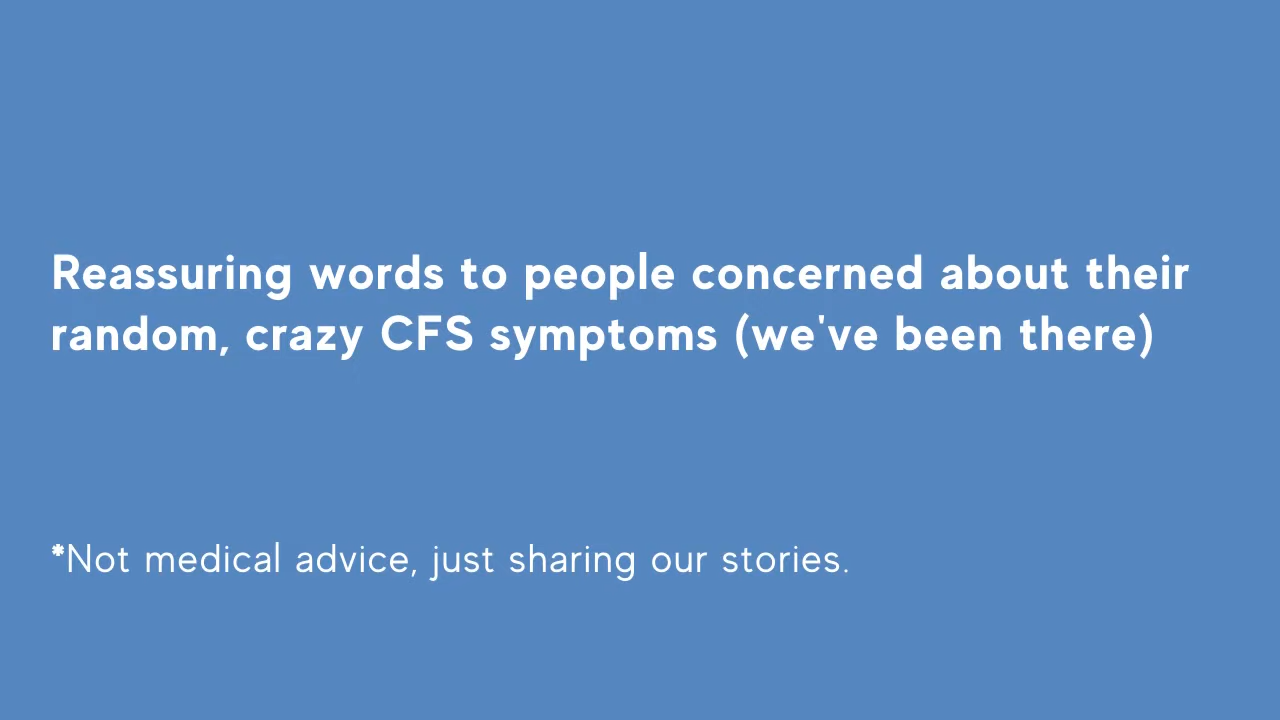 Reassuring words to people concerned about their
random, crazy CFS symptoms (we've been there)
*Not medical advice, just sharing our stories.